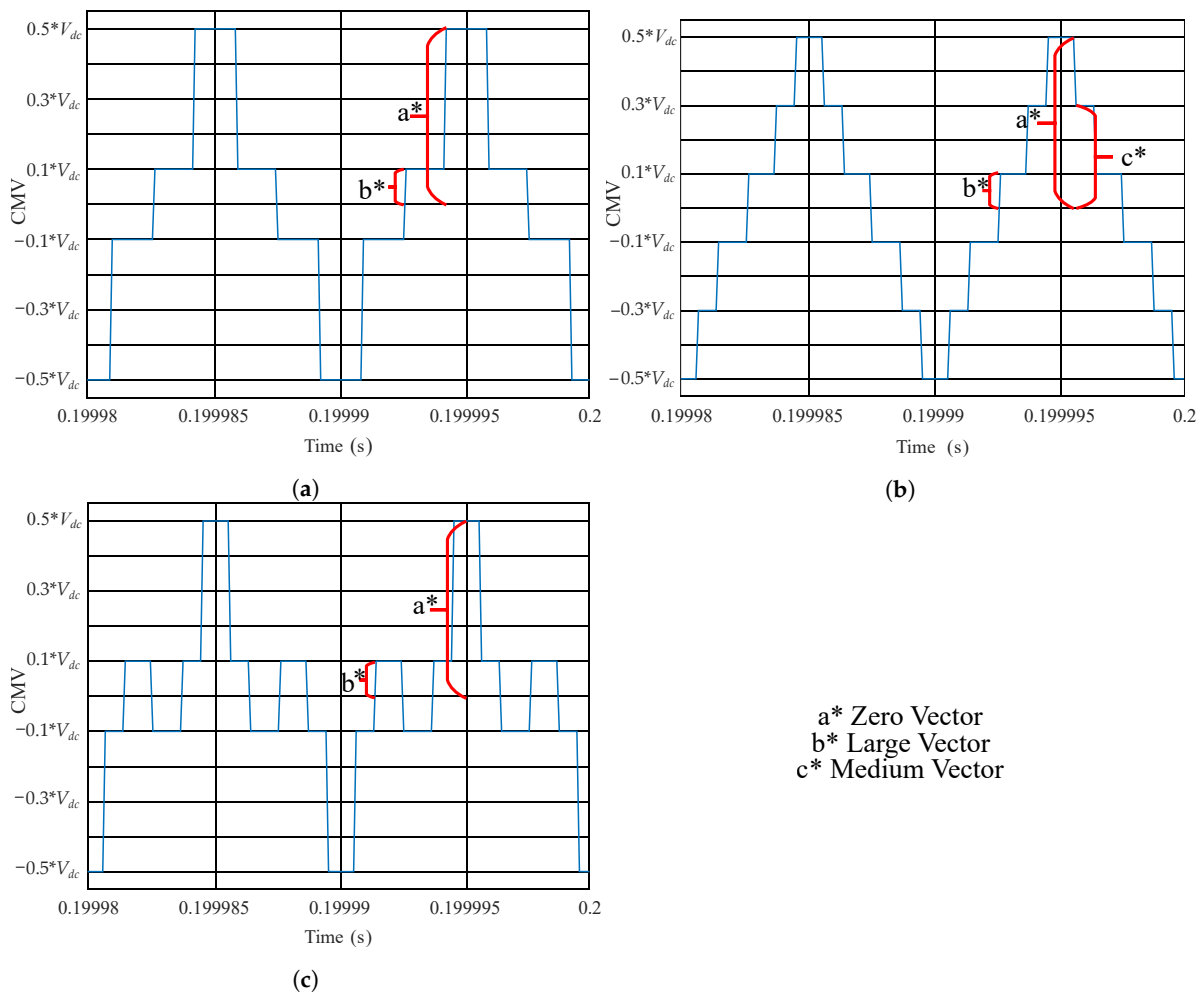 0.5*Vdc
0.3*Vdc
0.1*Vdc
−0.1*Vdc
−0.3*Vdc
−0.5*Vdc
CMV
a*
b*
0.19998
0.199985
0.19999
0.199995
0.2
Time (s)
(a)
0.5*Vdc
0.3*Vdc
0.1*Vdc
−0.1*Vdc
−0.3*Vdc
−0.5*Vdc
CMV
a*
c*
b*
0.19998
0.199985
0.19999
0.199995
0.2
Time (s)
(b)
0.5*Vdc
0.3*Vdc
0.1*Vdc
−0.1*Vdc
−0.3*Vdc
−0.5*Vdc
CMV
a*
b*
0.19998
0.199985
0.19999
0.199995
0.2
Time (s)
(c)
a* Zero Vector
b* Large Vector
c* Medium Vector